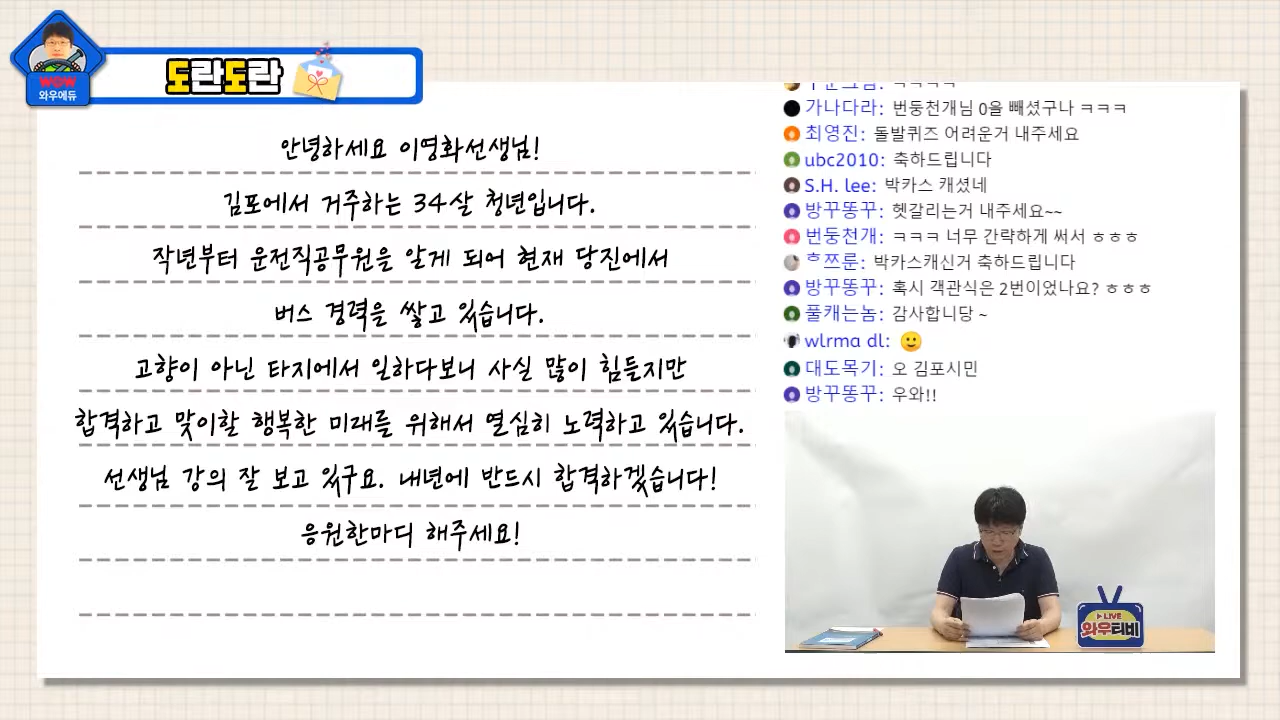 WOW
와우에듀
도란도란
안녕하세요 이영화선생님!
김포에서 거주하는 34살 청년입니다.
작년부터 운전직공무원을 알게 되어 현재 당진에서
버스 경력을 쌓고 있습니다.
고향이 아닌 타지에서 일하다보니 사실 많이 힘들지만
합격하고 맞이할 행복한 미래를 위해서 열심히 노력하고 있습니다.
선생님 강의 잘 보고 있구요. 내년에 반드시 합격하겠습니다!
응원한마디 해주세요!
가나다라: 번둥천개님 0을 빼셨구나 ㅋㅋㅋ
최영진: 돌발퀴즈 어려운거 내주세요
ubc2010: 축하드립니다
S.H. lee: 박카스 캐셨네
방꾸똥꾸: 헷갈리는거 내주세요~~
번둥천개: ㅋㅋㅋ 너무 간략하게 써서 ㅎㅎㅎ
ᄒ쯔룬: 박카스캐신거 축하드립니다
방꾸똥꾸: 혹시 객관식은 2번이었나요? ㅎㅎㅎ
풀캐는놈: 감사합니당 ~
wlrma dl: 🙂
대도목기: 오 김포시민
방꾸똥꾸: 우와!!
LIVE
와우티비